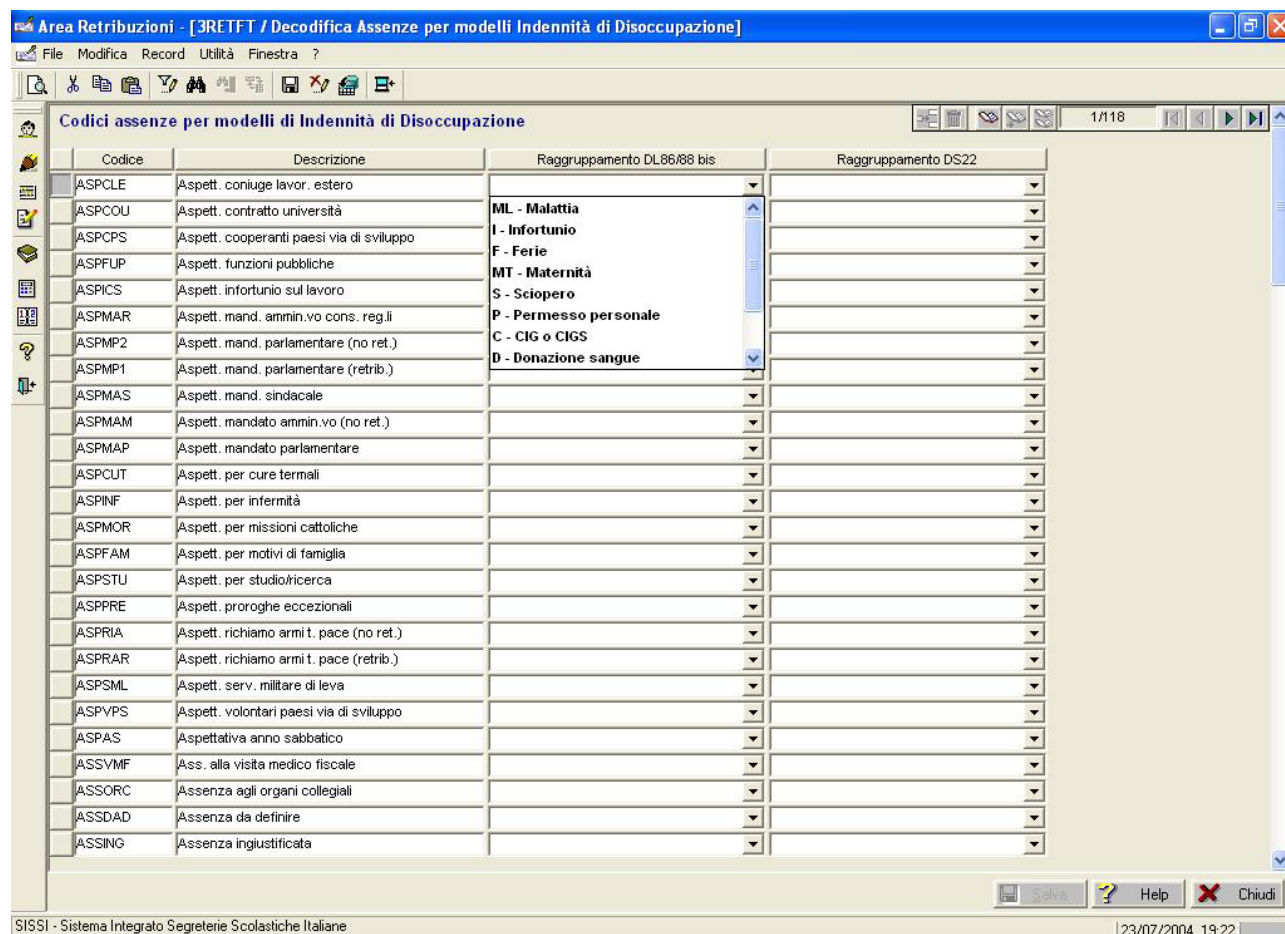 Area Retribuzioni - [3RETFT / Decodifica Assenze per modelli Indennità di Disoccupazione]
File Modifica Record Utilità Finestra ?
Codici assenze per modelli di Indennità di Disoccupazione
1/118
Codice Descrizione Raggruppamento DL86/88 bis Raggruppamento DS22
ASPCLE Aspett. coniuge lavor. estero
ASPCOU Aspett. contratto università
ASPCPS Aspett. cooperanti paesi via di sviluppo
ASPFUP Aspett. funzioni pubbliche
ASPICS Aspett. infortunio sul lavoro
ASPMAR Aspett. mand. ammin.vo cons. reg.li
ASPMP2 Aspett. mand. parlamentare (no ret.)
ASPMP1 Aspett. mand. parlamentare (retrib.)
ML - Malattia
I - Infortunio
F - Ferie
MT - Maternità
S - Sciopero
P - Permesso personale
C - CIG o CIGS
D - Donazione sangue
ASPMAS Aspett. mand. sindacale
ASPMAM Aspett. mandato ammin.vo (no ret.)
ASPMAP Aspett. mandato parlamentare
ASPCUT Aspett. per cure termali
ASPINF Aspett. per infermità
ASPMOR Aspett. per missioni cattoliche
ASPFAM Aspett. per motivi di famiglia
ASPSTU Aspett. per studio/ricerca
ASPPRE Aspett. proroghe eccezionali
ASPRIA Aspett. richiamo armi t. pace (no ret.)
ASPRAR Aspett. richiamo armi t. pace (retrib.)
ASPSML Aspett. serv. militare di leva
ASPVPS Aspett. volontari paesi via di sviluppo
ASPAS Aspettativa anno sabbatico
ASSVMF Ass. alla visita medico fiscale
ASSORC Assenza agli organi collegiali
ASSDAD Assenza da definire
ASSING Assenza ingiustificata
Salva Help Chiudi
SISSI - Sistema Integrato Segreterie Scolastiche Italiane 23/07/2004 19:22